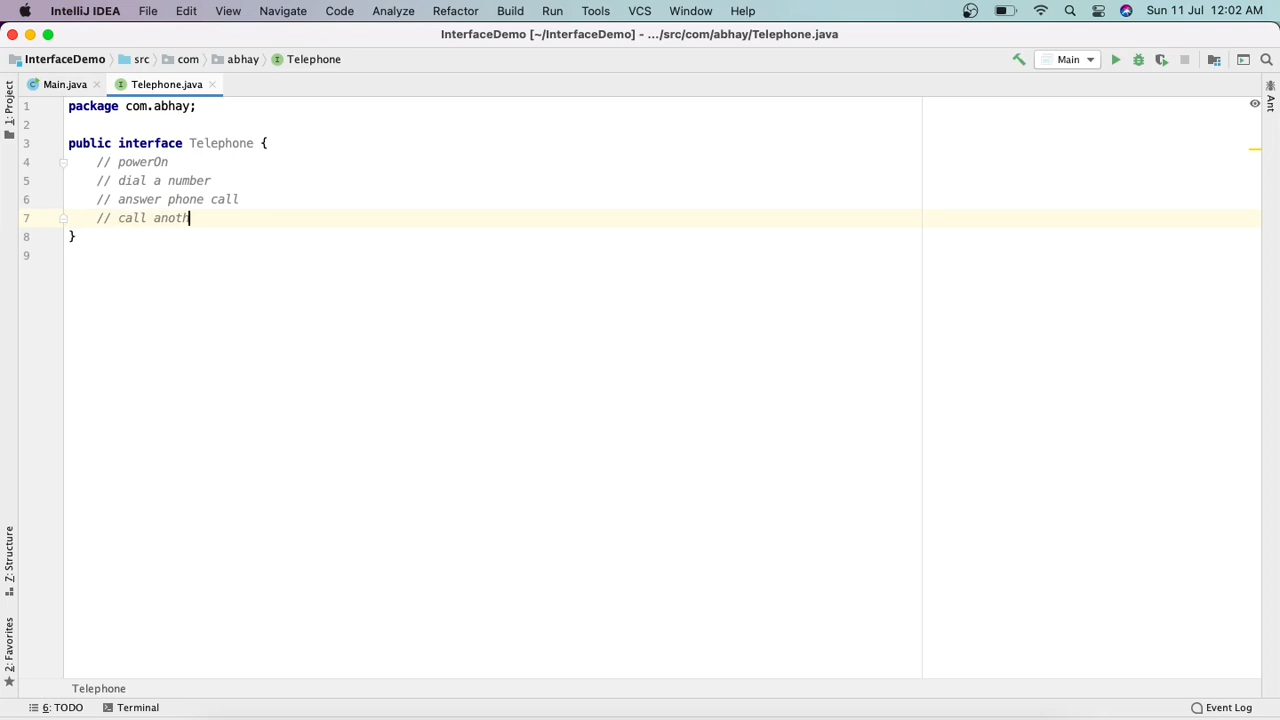 IntelliJ IDEA File Edit View Navigate Code Analyze Refactor Build Run Tools VCS Window Help Sun 11 Jul 12:02 AM
InterfaceDemo [~/InterfaceDemo] - .../src/com/abhay/Telephone.java
InterfaceDemo src com abhay Telephone Main
Main.java Telephone.java
1: Project
Ant
1 package com.abhay;
2
3 public interface Telephone {
4 // powerOn
5 // dial a number
6 // answer phone call
7 // call anoth
8 }
9
Z: Structure
2: Favorites
Telephone
6: TODO Terminal Event Log